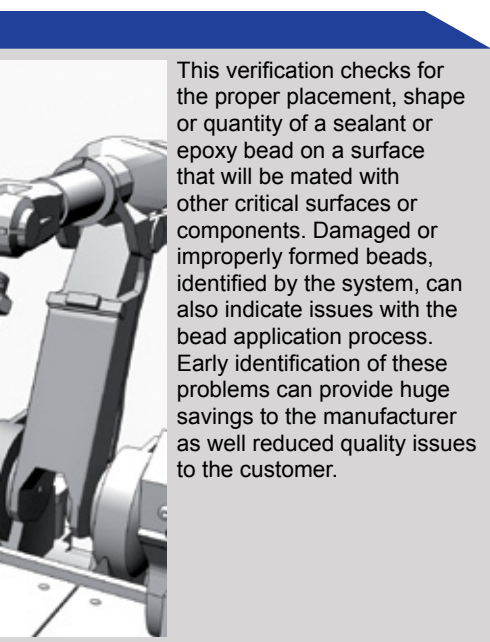 This verification checks for
the proper placement, shape
or quantity of a sealant or
epoxy bead on a surface
that will be mated with
other critical surfaces or
components. Damaged or
improperly formed beads,
identified by the system, can
also indicate issues with the
bead application process.
Early identification of these
problems can provide huge
savings to the manufacturer
as well reduced quality issues
to the customer.